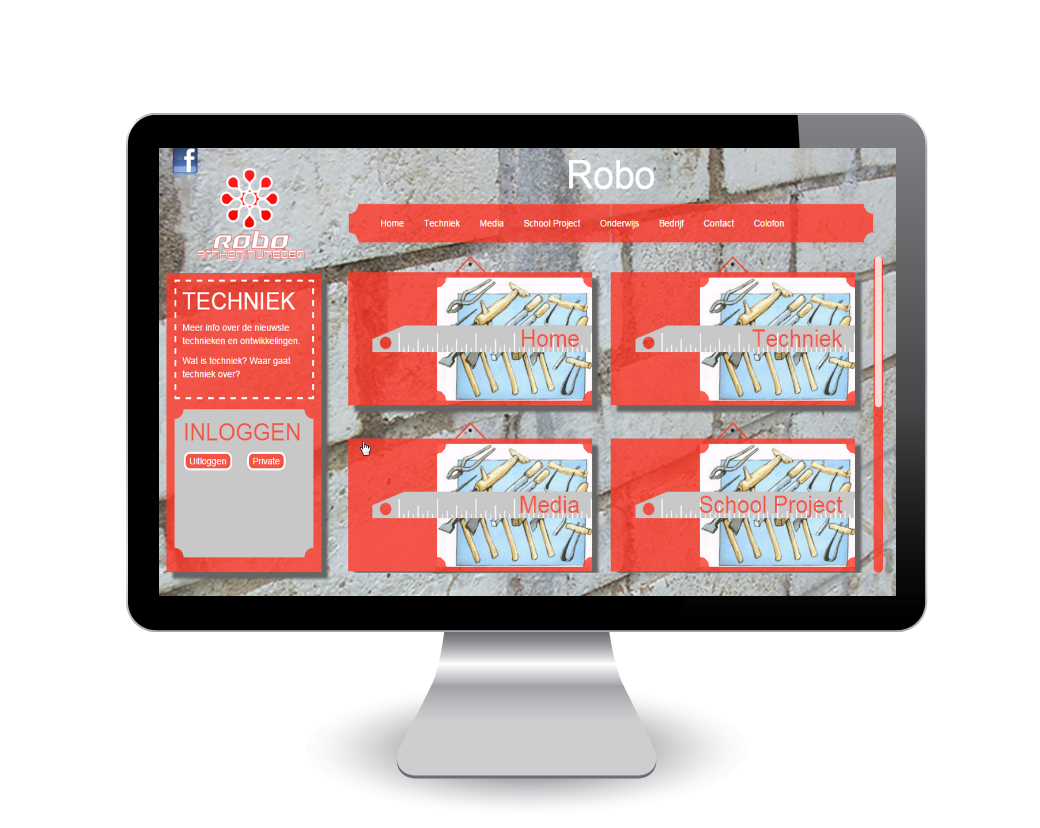 f
Robo
Robo
ARNHEM NIJMEGEN
Home Techniek Media School Project Onderwijs Bedrijf Contact Colofon
TECHNIEK
Meer info over de nieuwste
technieken en ontwikkelingen.
Wat is techniek? Waar gaat
techniek over?
INLOGGEN
Uitloggen Private
Home
Techniek
Media
School Project